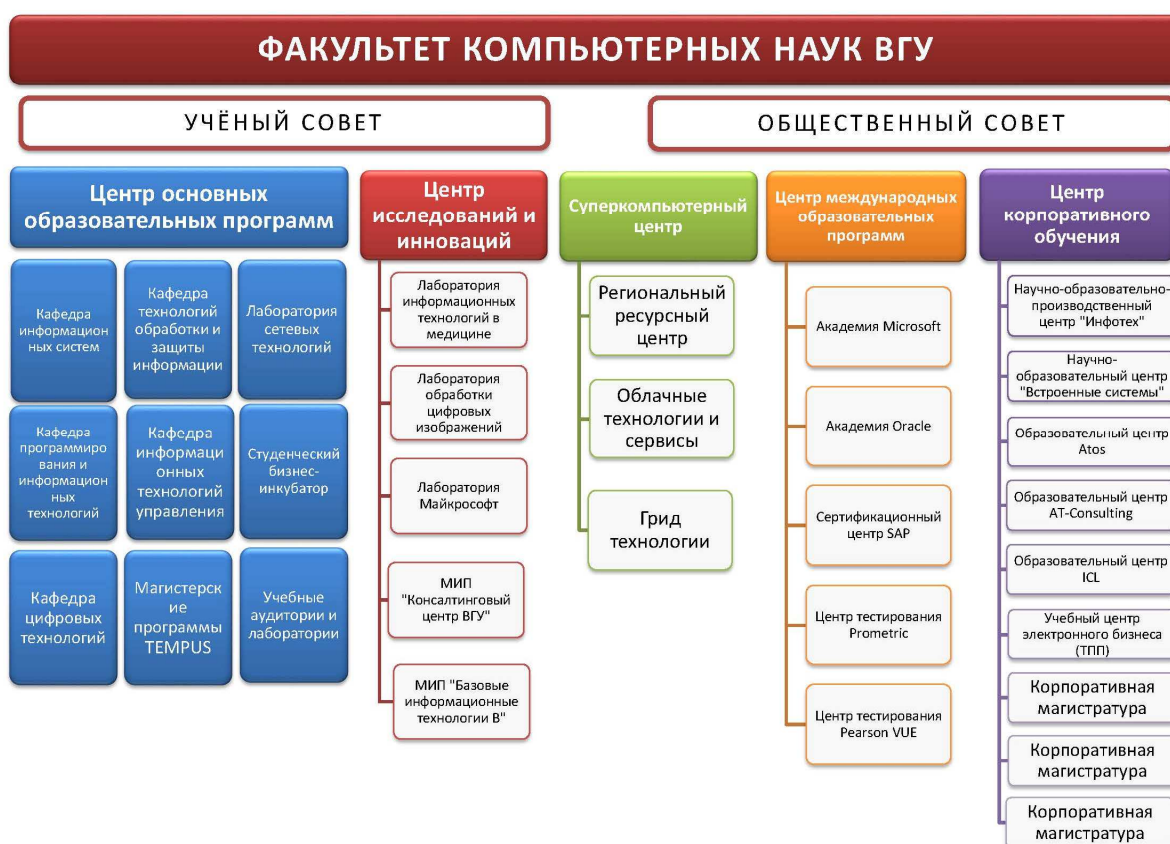 ФАКУЛЬТЕТ КОМПЬЮТЕРНЫХ НАУК ВГУ
УЧЁНЫЙ СОВЕТ
ОБЩЕСТВЕННЫЙ СОВЕТ
Центр основных
образовательных программ
Кафедра
информацион
ных систем
Кафедра
технологий
обработки и
защиты
информации
Лаборатория
сетевых
технологий
Кафедра
программиро
вания и
информацион
ных
технологий
Кафедра
информаци
онных
технологий
управления
Студенческий
бизнес-
инкубатор
Кафедра
цифровых
технологий
Магистерск
ие
программы
TEMPUS
Учебные
аудитории и
лаборатории
Центр
исследований и
инноваций
Лаборатория
информационных
технологий в
медицине
Лаборатория
обработки
цифровых
изображений
Лаборатория
Майкрософт
МИП
"Консалтинговый
центр ВГУ"
МИП "Базовые
информационные
технологии В"
Суперкомпьютерный
центр
Региональный
ресурсный
центр
Облачные
технологии и
сервисы
Грид
технологии
Центр международных
образовательных
программ
Академия Microsoft
Академия Oracle
Сертификационный
центр SAP
Центр тестирования
Prometric
Центр тестирования
Pearson VUE
Центр
корпоративного
обучения
Научно-образовательно-
производственный
центр "Инфотех"
Научно-
образовательный центр
"Встроенные системы"
Образовательный центр
Atos
Образовательный центр
AT-Consulting
Образовательный центр
ICL
Учебный центр
электронного бизнеса
(ТПП)
Корпоративная
магистратура
Корпоративная
магистратура
Корпоративная
магистратура